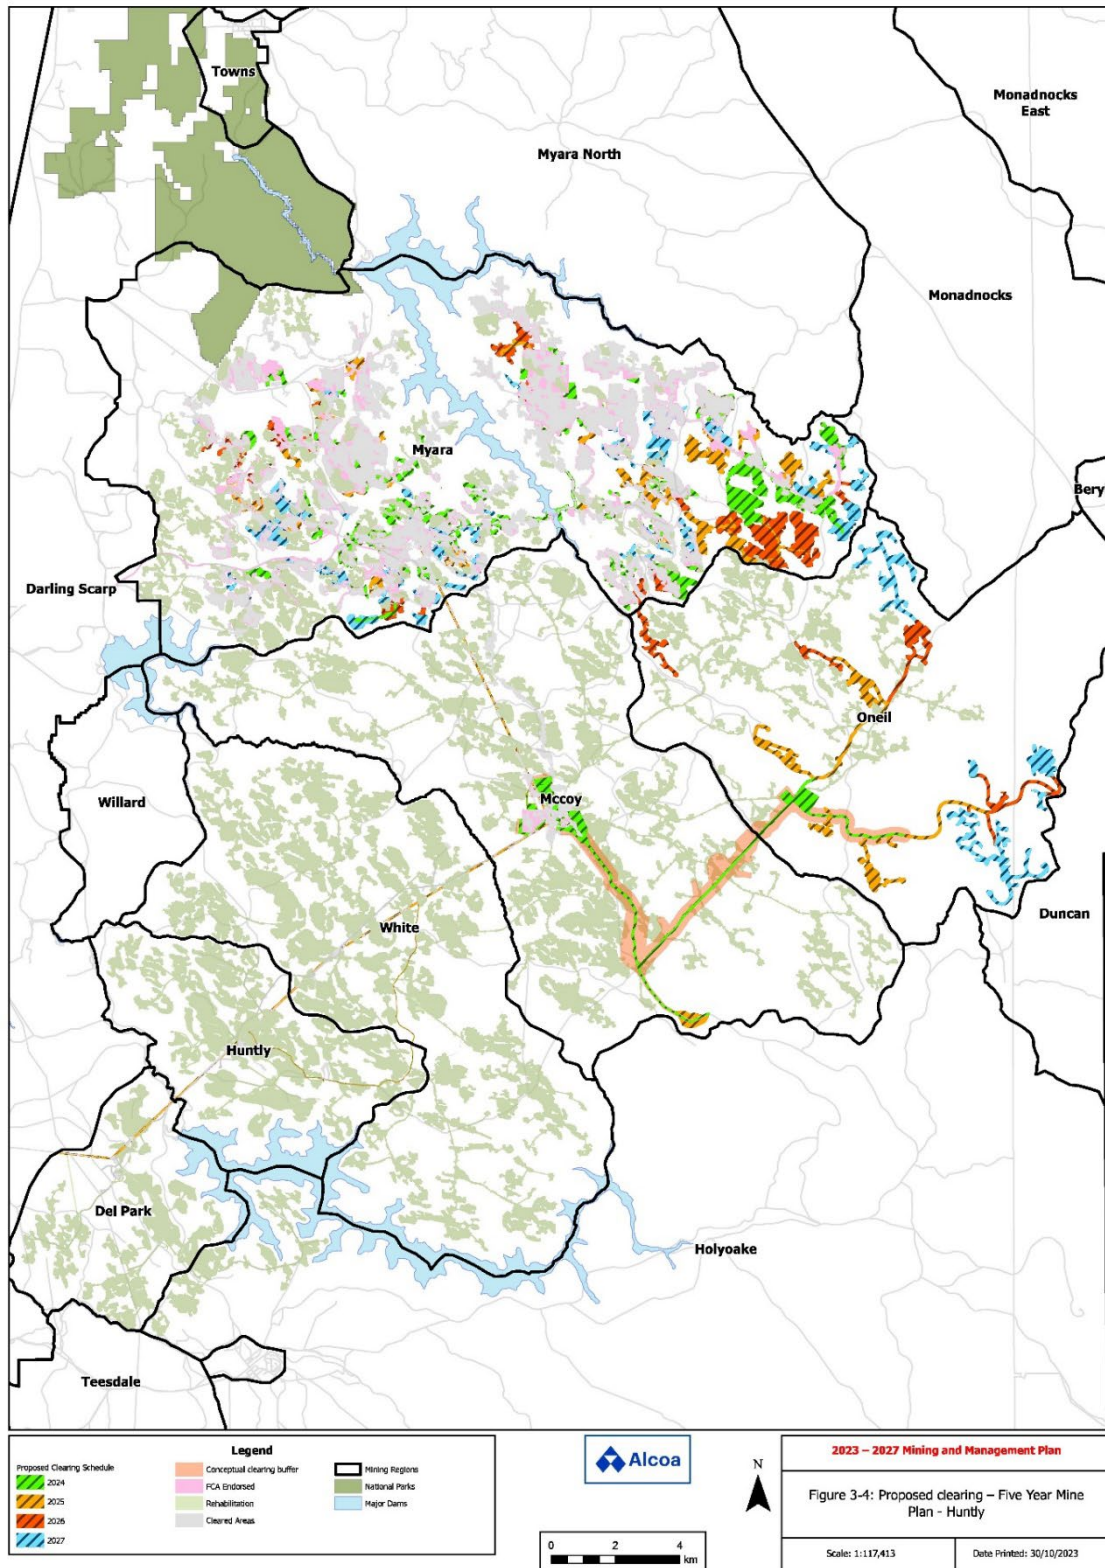 Towns
Monadnocks
East
Myara North
Monadnocks
Myara
Bery
Darling Scarp
Oneil
Willard
Mccoy
Duncan
White
Huntly
Del Park
Holyoake
Teesdale
Legend
Proposed Clearing Schedule
2024
2025
2026
2027
Conceptual clearing buffer
FCA Endorsed
Rehabilitation
Cleared Areas
Mining Regions
National Parks
Major Dams
Alcoa
N
0 2 4
km
2023 – 2027 Mining and Management Plan
Figure 3-4: Proposed clearing – Five Year Mine
Plan - Huntly
Scale: 1:117,413
Date Printed: 30/10/2023